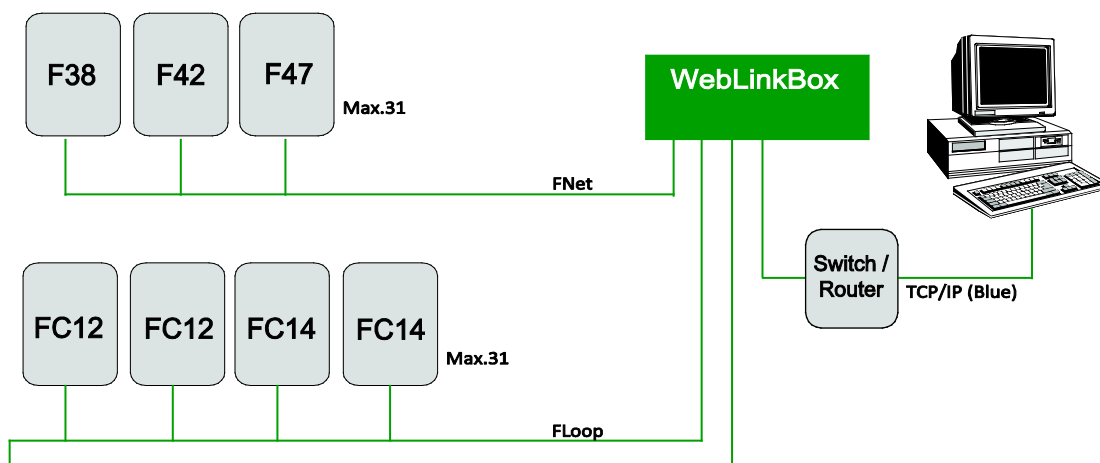 F38
F42
F47
Max.31
WebLinkBox
FNet
Switch /
Router
TCP/IP (Blue)
FC12
FC12
FC14
FC14
Max.31
FLoop